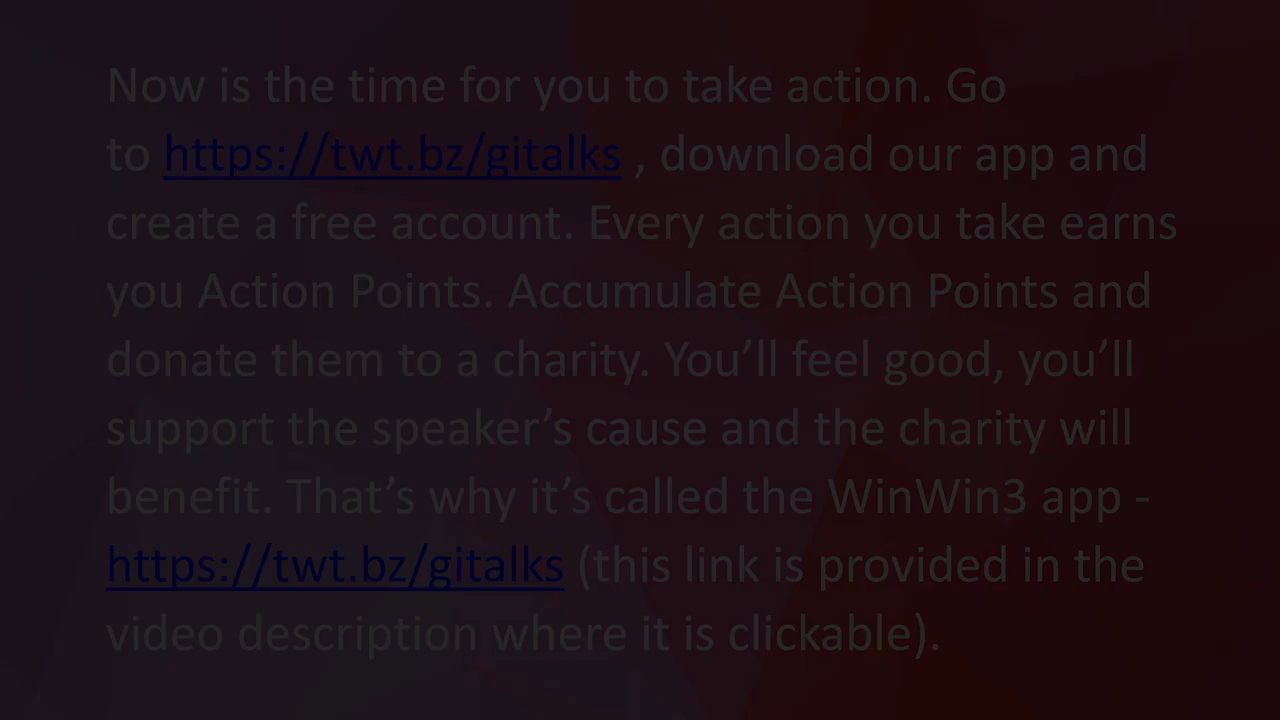 Now is the time for you to take action. Go
to https://twt.bz/gitalks , download our app and
create a free account. Every action you take earns
you Action Points. Accumulate Action Points and
donate them to a charity. You’ll feel good, you’ll
support the speaker’s cause and the charity will
benefit. That’s why it’s called the WinWin3 app -
https://twt.bz/gitalks (this link is provided in the
video description where it is clickable).